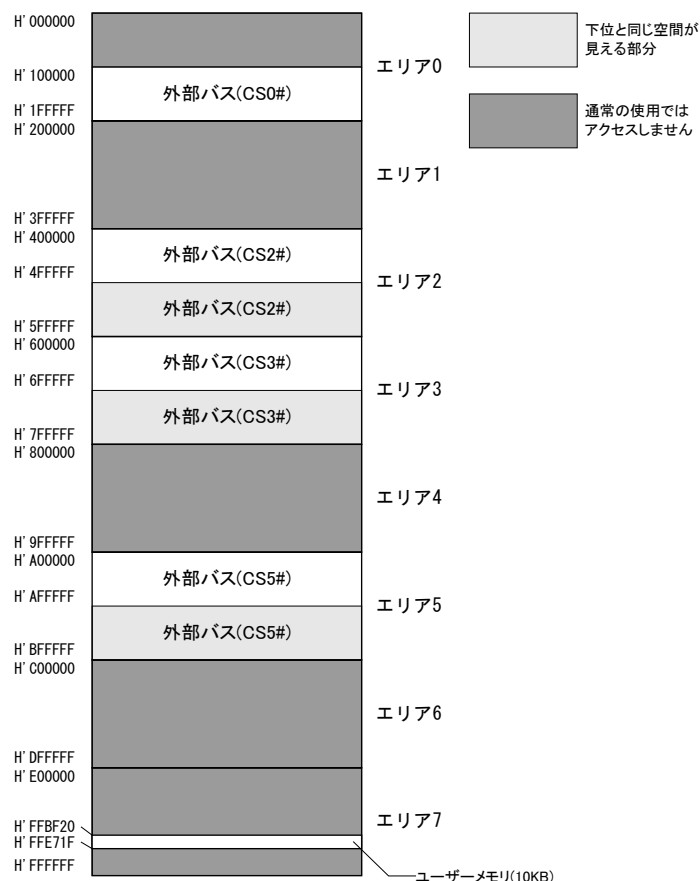 H'000000
エリア0
H'100000
外部バス(CS0#)
H'1FFFFF
H'200000
エリア1
H'3FFFFF
H'400000
外部バス(CS2#)
H'4FFFFF
エリア2
外部バス(CS2#)
H'5FFFFF
H'600000
外部バス(CS3#)
H'6FFFFF
エリア3
外部バス(CS3#)
H'7FFFFF
H'800000
エリア4
H'9FFFFF
H'A00000
外部バス(CS5#)
H'AFFFFF
エリア5
外部バス(CS5#)
H'BFFFFF
H'C00000
エリア6
H'DFFFFF
H'E00000
エリア7
H'FFBF20
H'FFE71F
H'FFFFFF
ユーザーメモリ(10KB)
下位と同じ空間が
見える部分
通常の使用では
アクセスしません